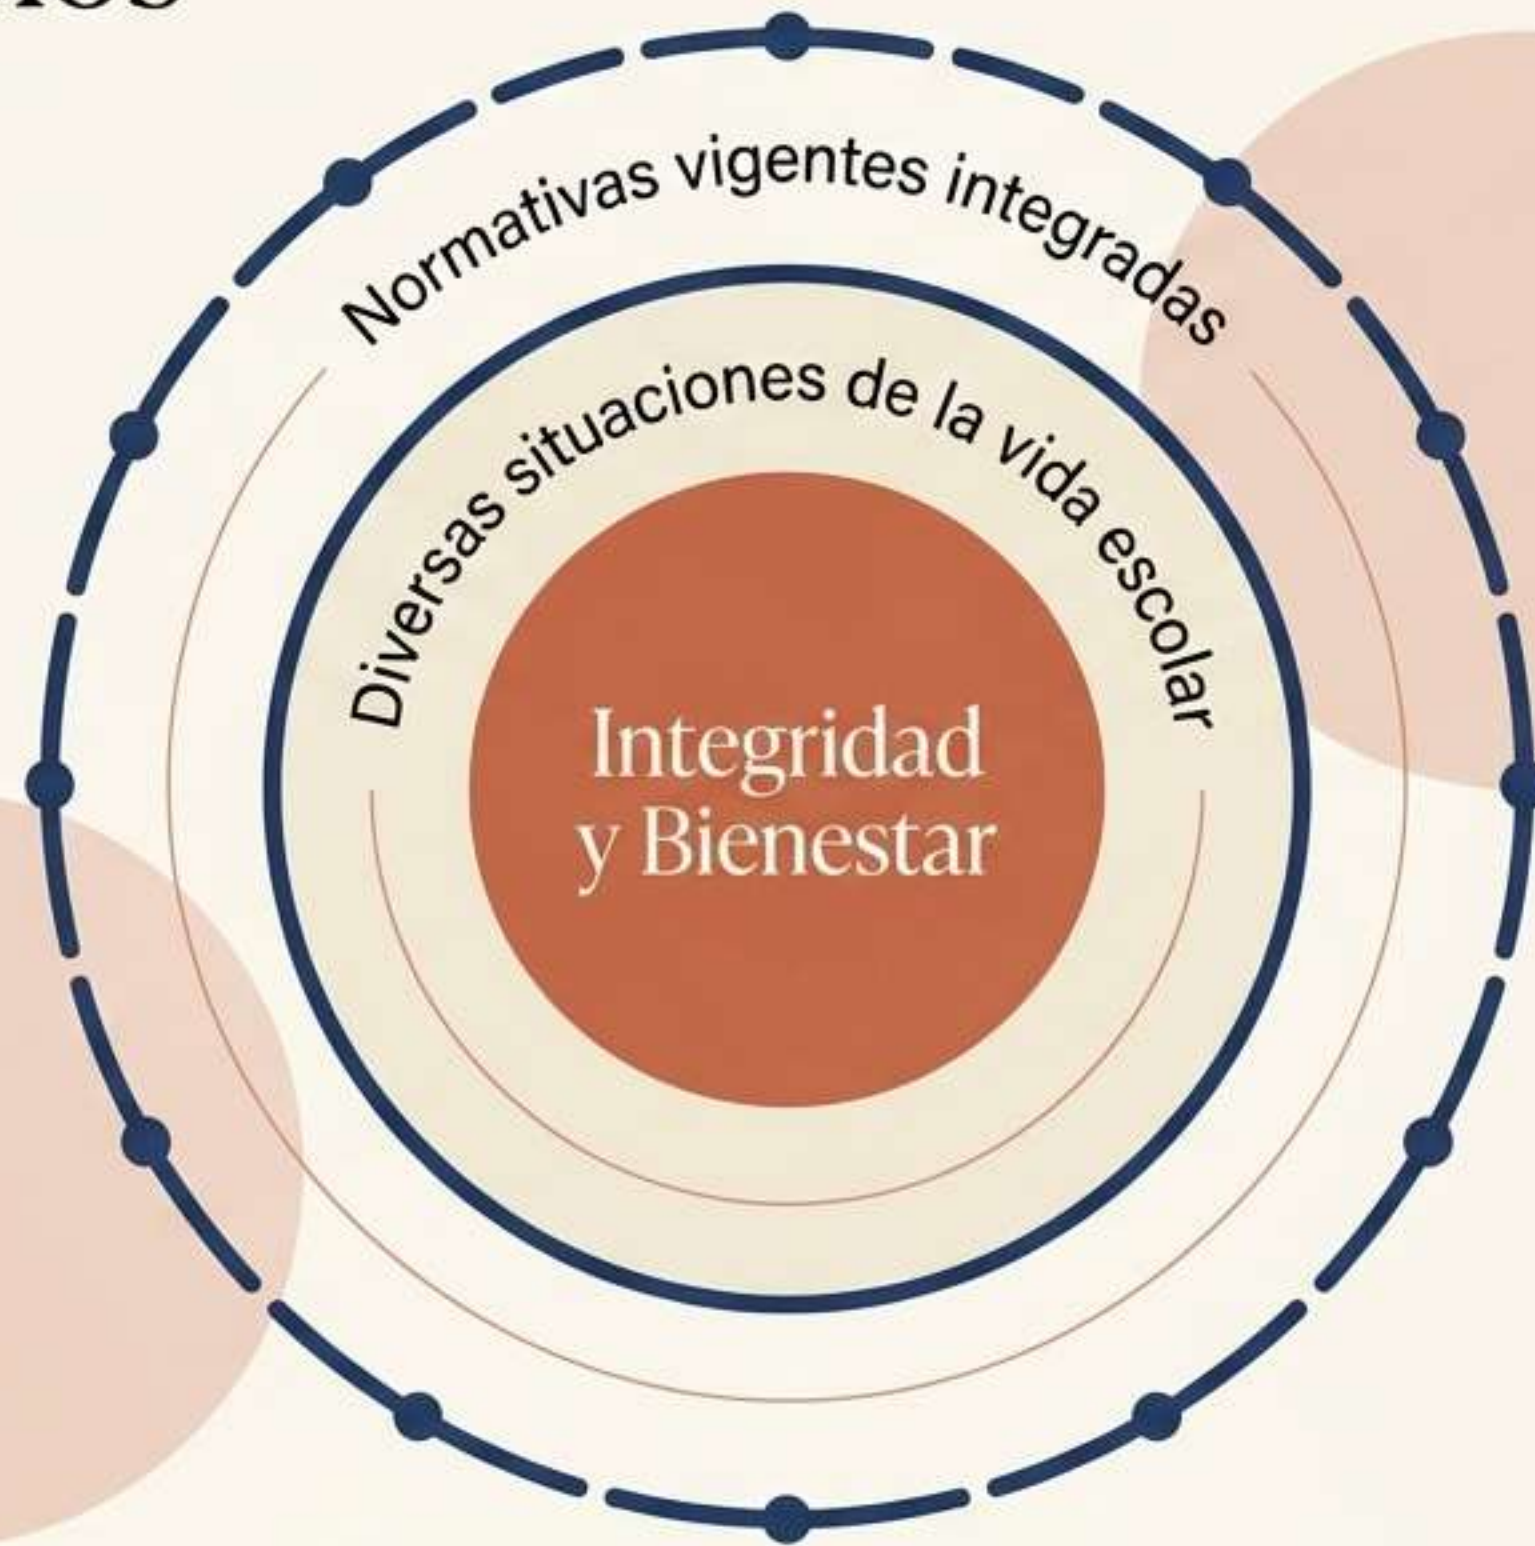 Normativas vigentes integradas
Diversas situaciones de la vida escolar
Integridad
y Bienestar